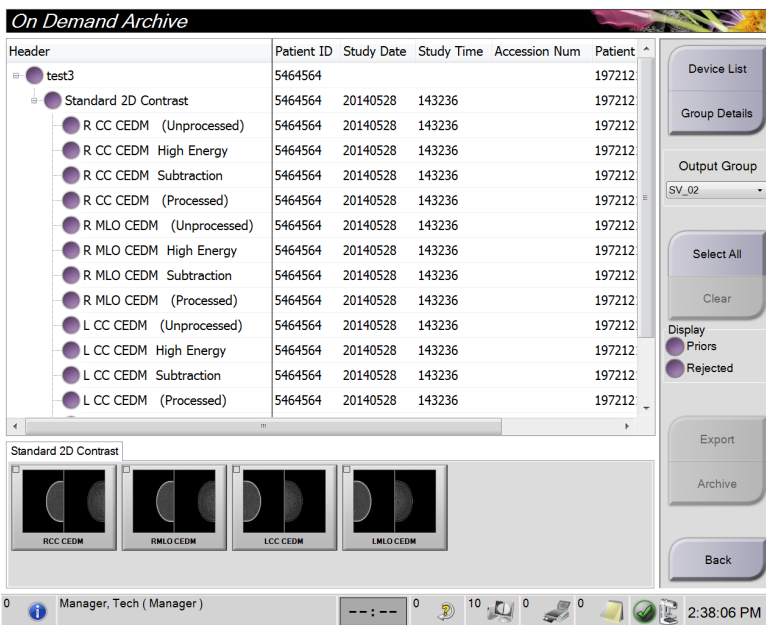 On Demand Archive
Header Patient ID Study Date Study Time Accession Num Patient
test3 5464564 1972121
Standard 2D Contrast 5464564 20140528 143236 1972121
R CC CEDM (Unprocessed) 5464564 20140528 143236 197212
R CC CEDM High Energy 5464564 20140528 143236 197212
R CC CEDM Subtraction 5464564 20140528 143236 197212
R CC CEDM (Processed) 5464564 20140528 143236 197212
R MLO CEDM (Unprocessed) 5464564 20140528 143236 197212
R MLO CEDM High Energy 5464564 20140528 143236 197212
R MLO CEDM Subtraction 5464564 20140528 143236 197212
R MLO CEDM (Processed) 5464564 20140528 143236 197212
L CC CEDM (Unprocessed) 5464564 20140528 143236 197212
L CC CEDM High Energy 5464564 20140528 143236 197212
L CC CEDM Subtraction 5464564 20140528 143236 197212
L CC CEDM (Processed) 5464564 20140528 143236 197212
Device List
Group Details
Output Group
SV_02
Select All
Clear
Display
Priors
Rejected
Export
Archive
Back
Standard 2D Contrast
RCC CEDM RMLO CEDM LCC CEDM LMLO CEDM
0 Manager, Tech ( Manager ) --:-- 0 10 0 0 2:38:06 PM